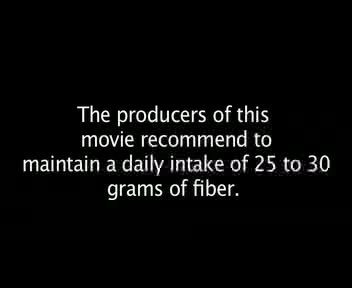 The producers of this
movie recommend to
maintain a daily intake of 25 to 30
grams of fiber.